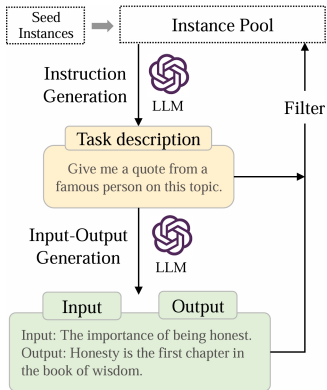 Seed
Instances
Instance Pool
Instruction
Generation
LLM
Filter
Task description
Give me a quote from a
famous person on this topic.
Input-Output
Generation
LLM
Input
Output
Input: The importance of being honest.
Output: Honesty is the first chapter in
the book of wisdom.